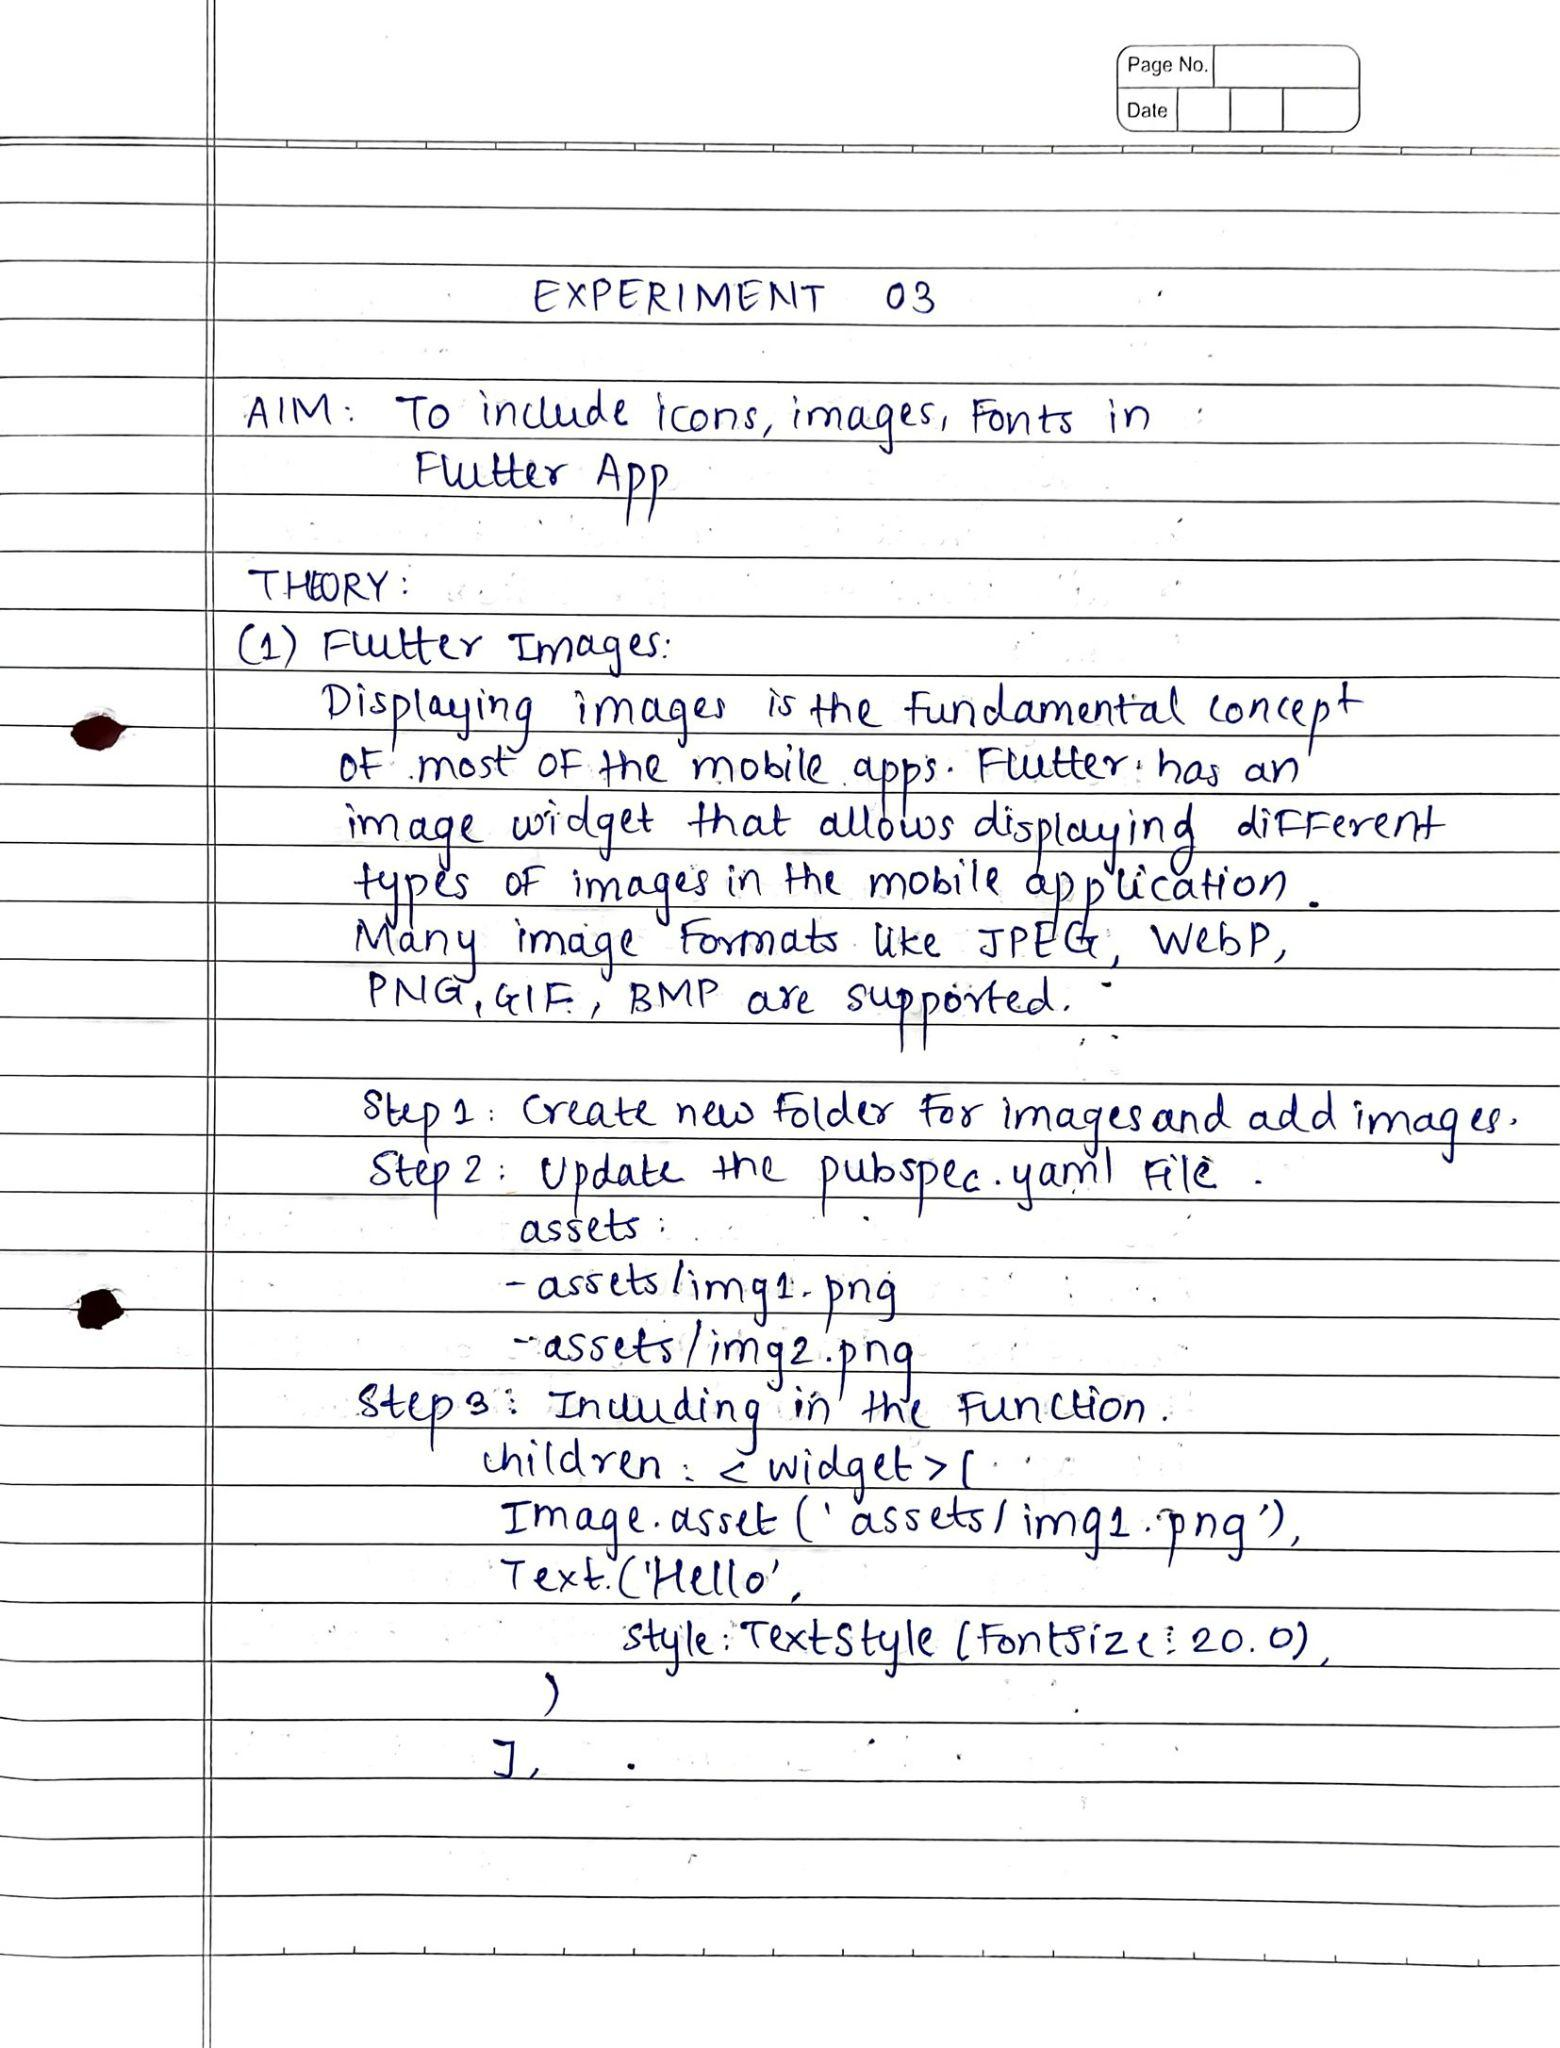 Page No.
Date
EXPERIMENT 03
AIM: To include icons, images, Fonts in
Flutter App
THEORY:
(1) Flutter Images:
Displaying images is the fundamental concept
of most of the mobile apps. Flutter has an
image widget that allows displaying different
types of images in the mobile application.
Many image formats like JPEG, WebP,
PNG, GIF, BMP are supported.
Step 1: Create new folder for images and add images.
Step 2: Update the pubspec.yaml file.
assets:
- assets/img1.png
- assets/img2.png
Step 3: Including in the function.
children: <widget>[
Image.asset('assets/img1.png'),
Text.('Hello',
style: TextStyle(fontsize: 20.0),
)
],